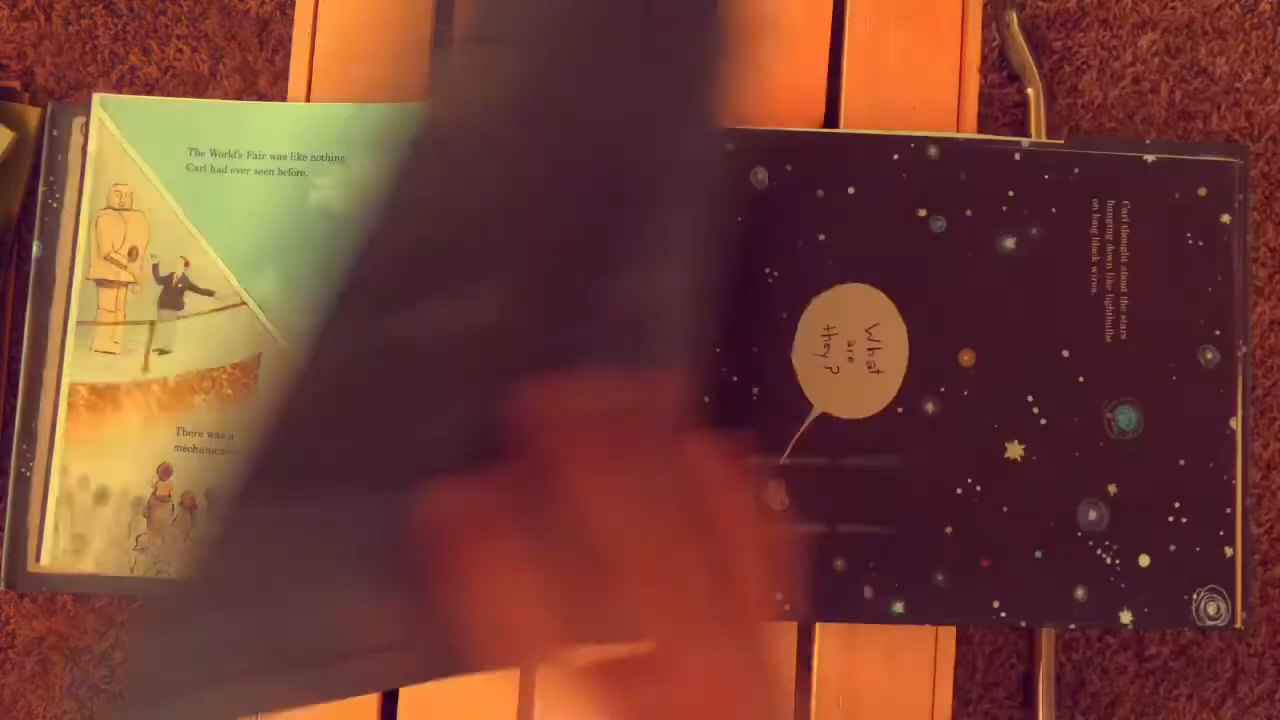 The World's Fair was like nothing
Carl had ever seen before.
There was a
mechanical
Carl thought about the stars
hanging down like lightbulbs
on long black wires.
What
are
they?